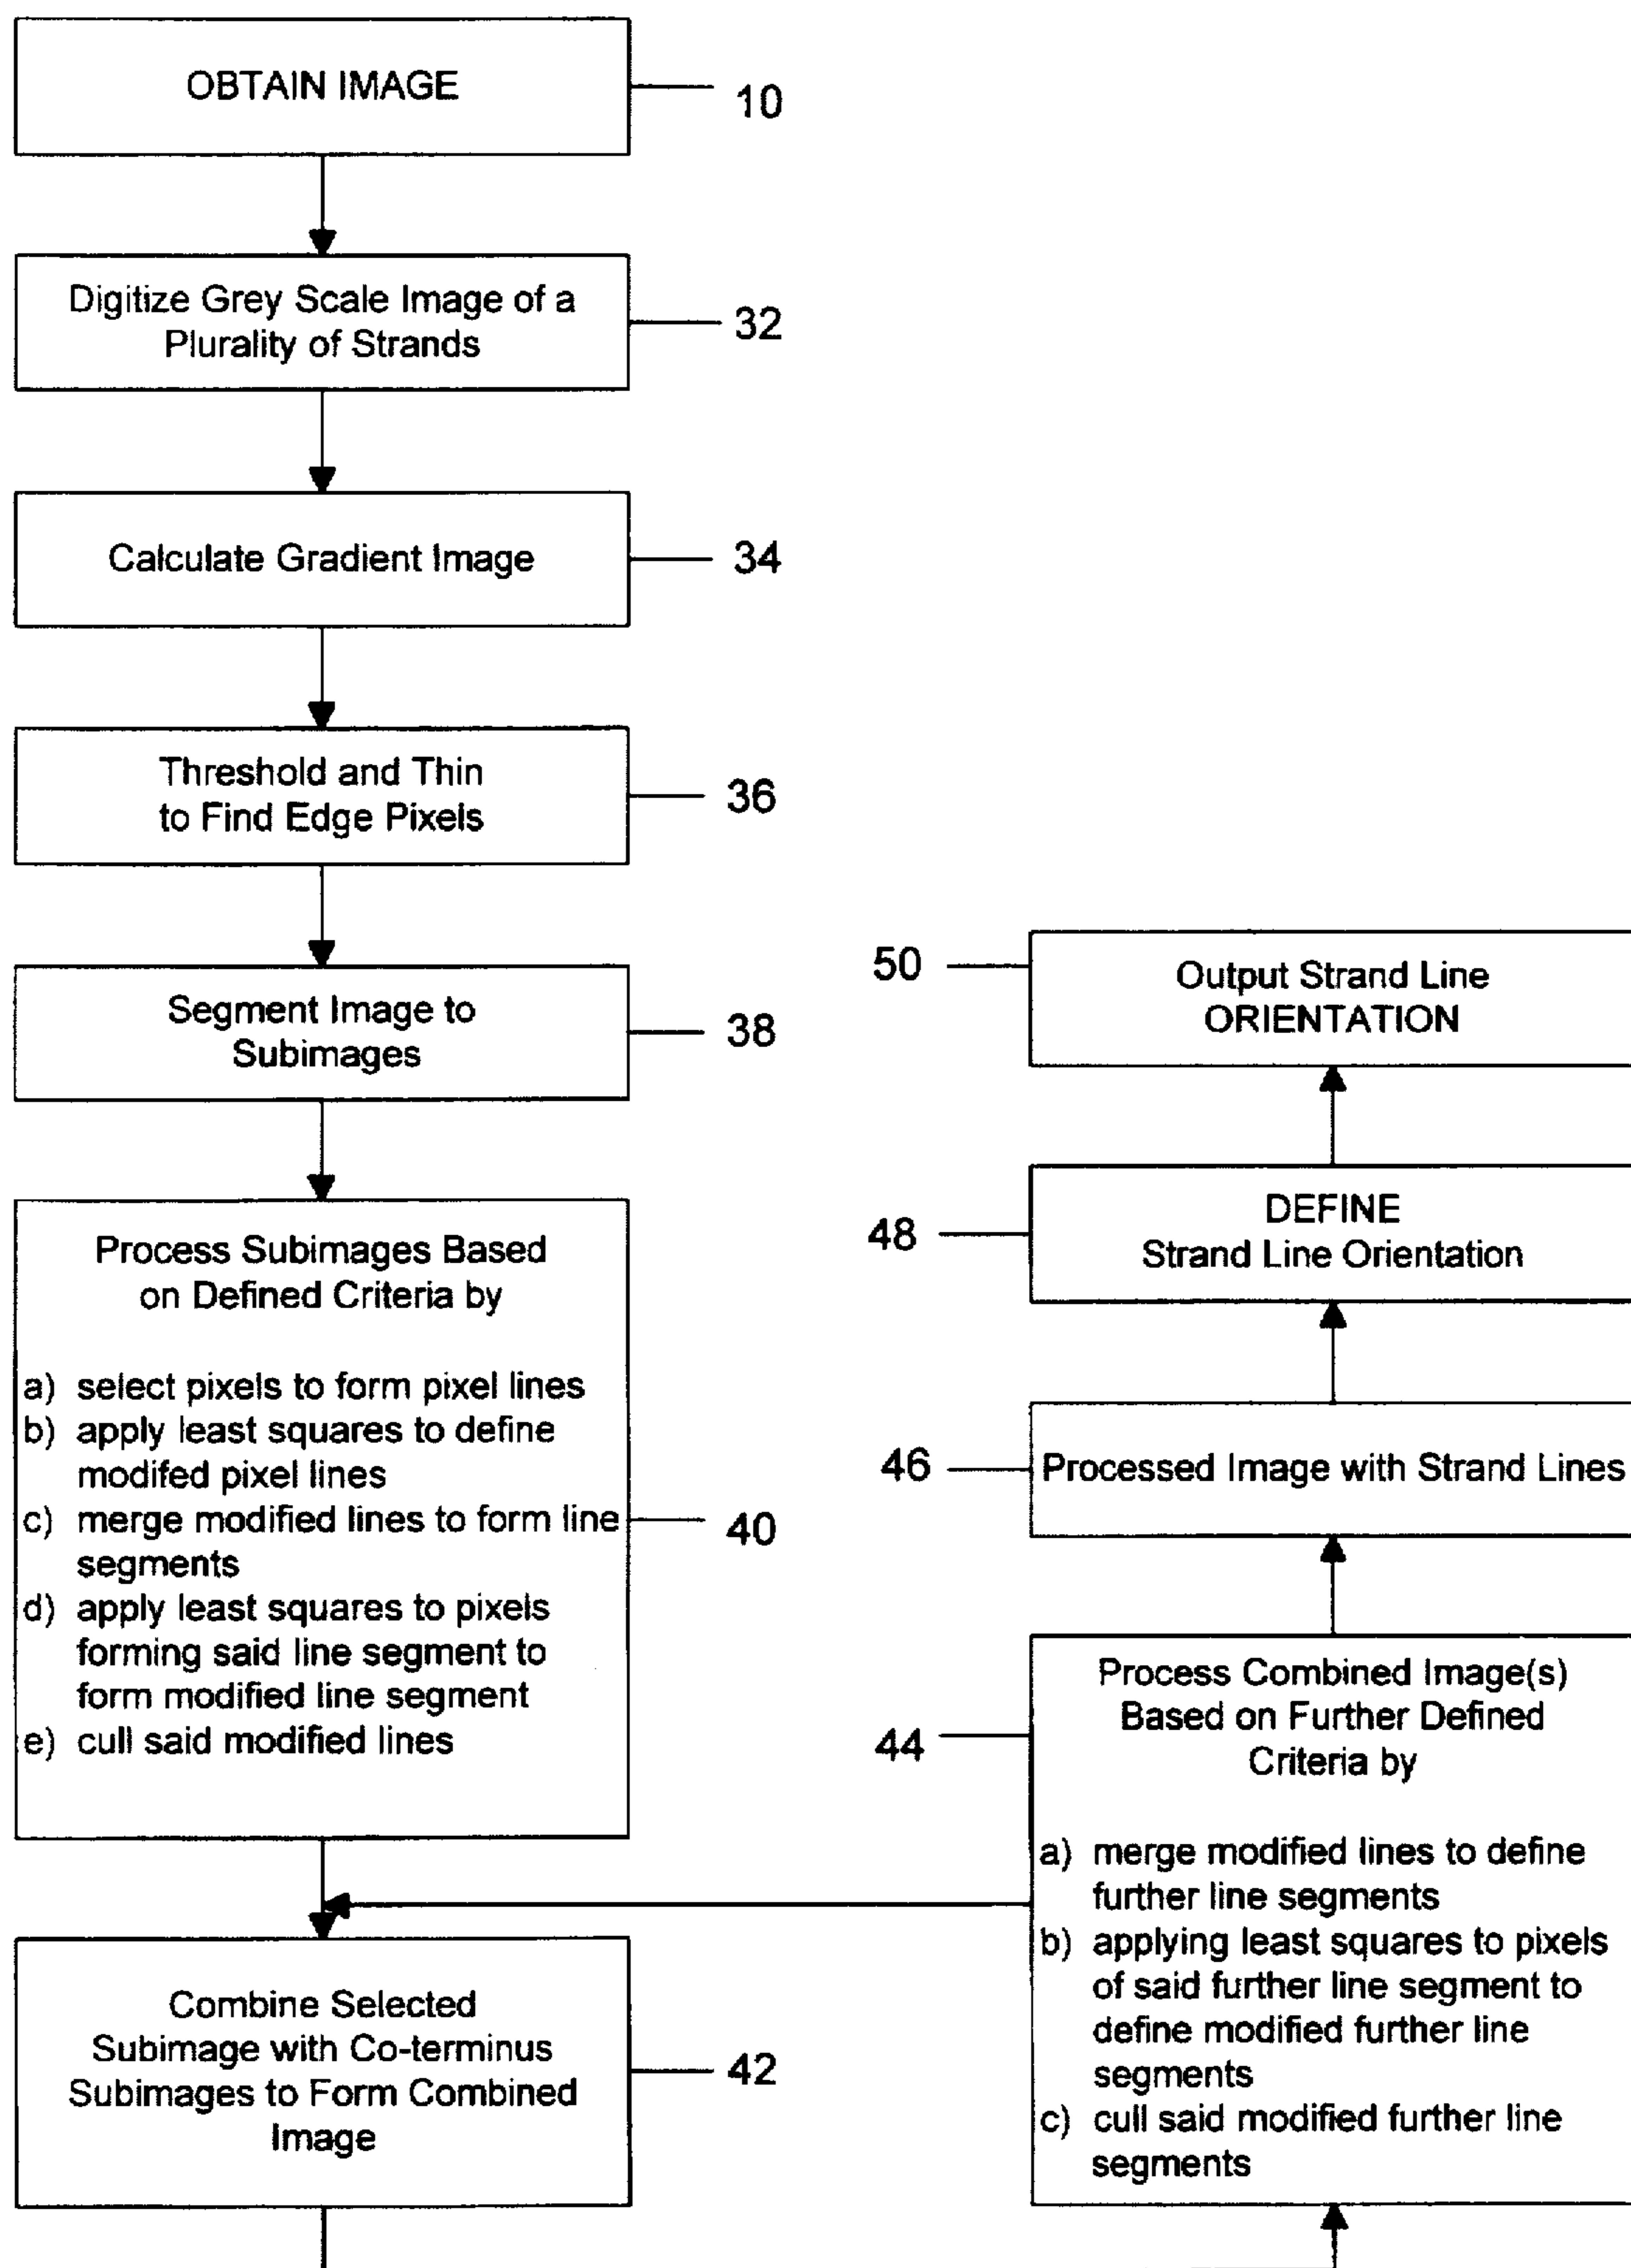 OBTAIN IMAGE
10
Digitize Grey Scale Image of a
Plurality of Strands
32
Calculate Gradient Image
34
Threshold and Thin
to Find Edge Pixels
36
Segment Image to
Subimages
38
Process Subimages Based
on Defined Criteria by
a) select pixels to form pixel lines
b) apply least squares to define
modifed pixel lines
c) merge modified lines to form line
segments
d) apply least squares to pixels
forming said line segment to
form modified line segment
e) cull said modified lines
40
Combine Selected
Subimage with Co-terminus
Subimages to Form Combined
Image
42
50
Output Strand Line
ORIENTATION
48
DEFINE
Strand Line Orientation
46
Processed Image with Strand Lines
44
Process Combined Image(s)
Based on Further Defined
Criteria by
a) merge modified lines to define
further line segments
b) applying least squares to pixels
of said further line segment to
define modified further line
segments
c) cull said modified further line
segments